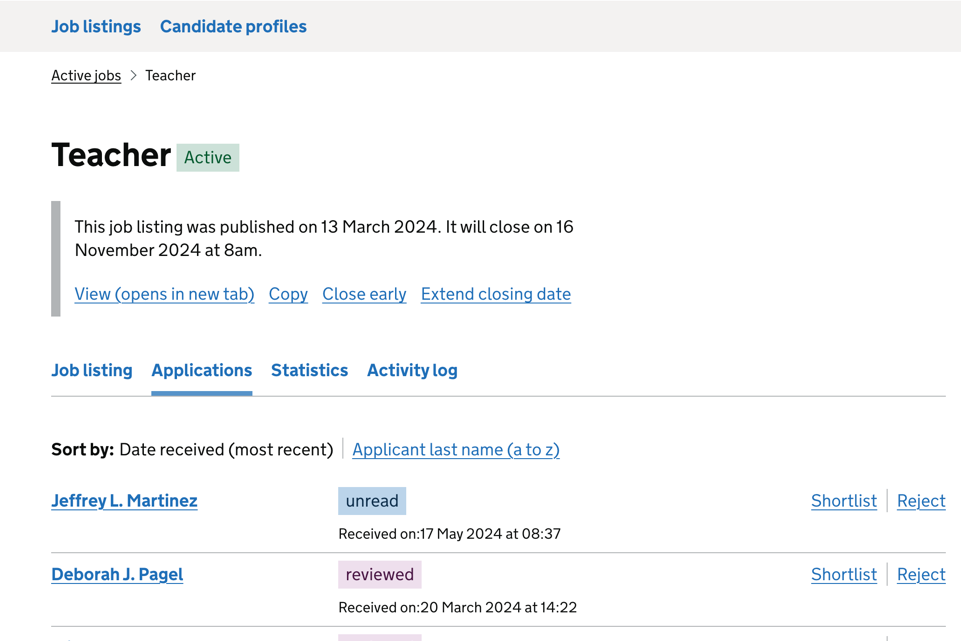 Job listings Candidate profiles
Active jobs > Teacher
Teacher Active
This job listing was published on 13 March 2024. It will close on 16
November 2024 at 8am.
View (opens in new tab) Copy Close early Extend closing date
Job listing Applications Statistics Activity log
Sort by: Date received (most recent) Applicant last name (a to z)
Jeffrey L. Martinez unread Shortlist Reject
Received on:17 May 2024 at 08:37
Deborah J. Pagel reviewed Shortlist Reject
Received on:20 March 2024 at 14:22